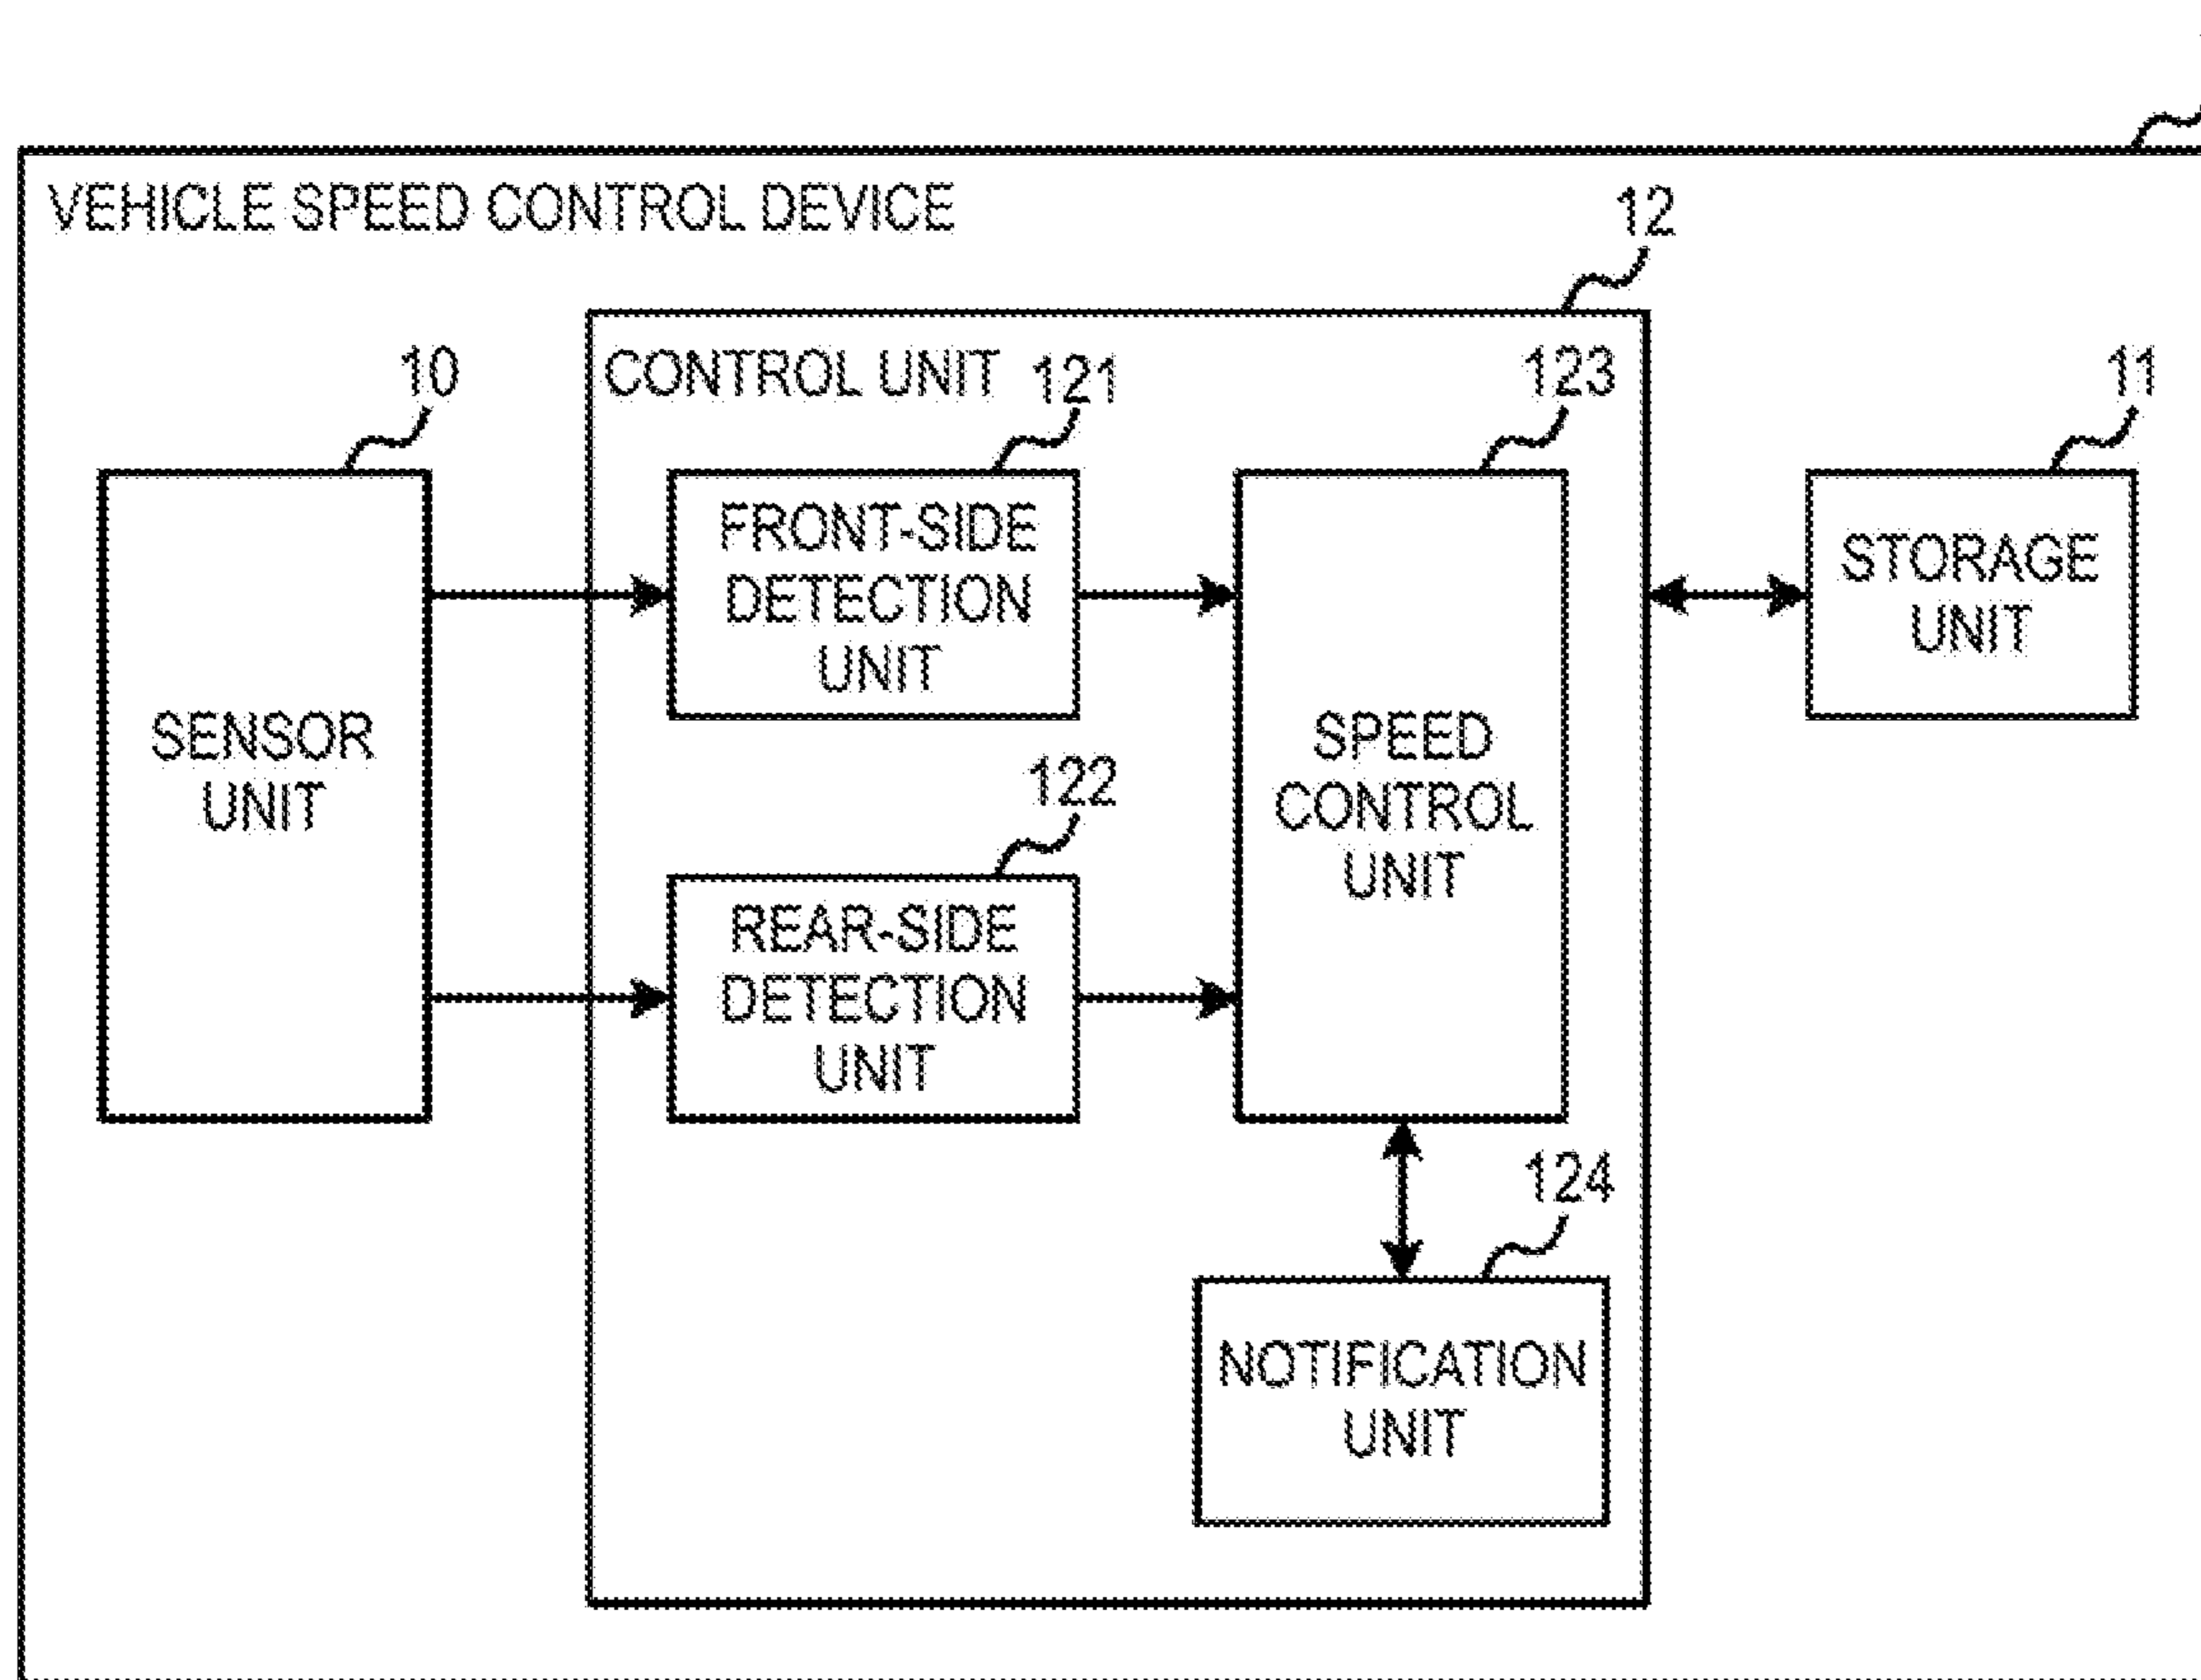 VEHICLE SPEED CONTROL DEVICE
12
10
CONTROL UNIT
121
123
11
FRONT-SIDE
DETECTION
UNIT
STORAGE
UNIT
SENSOR
UNIT
SPEED
CONTROL
UNIT
122
REAR-SIDE
DETECTION
UNIT
124
NOTIFICATION
UNIT